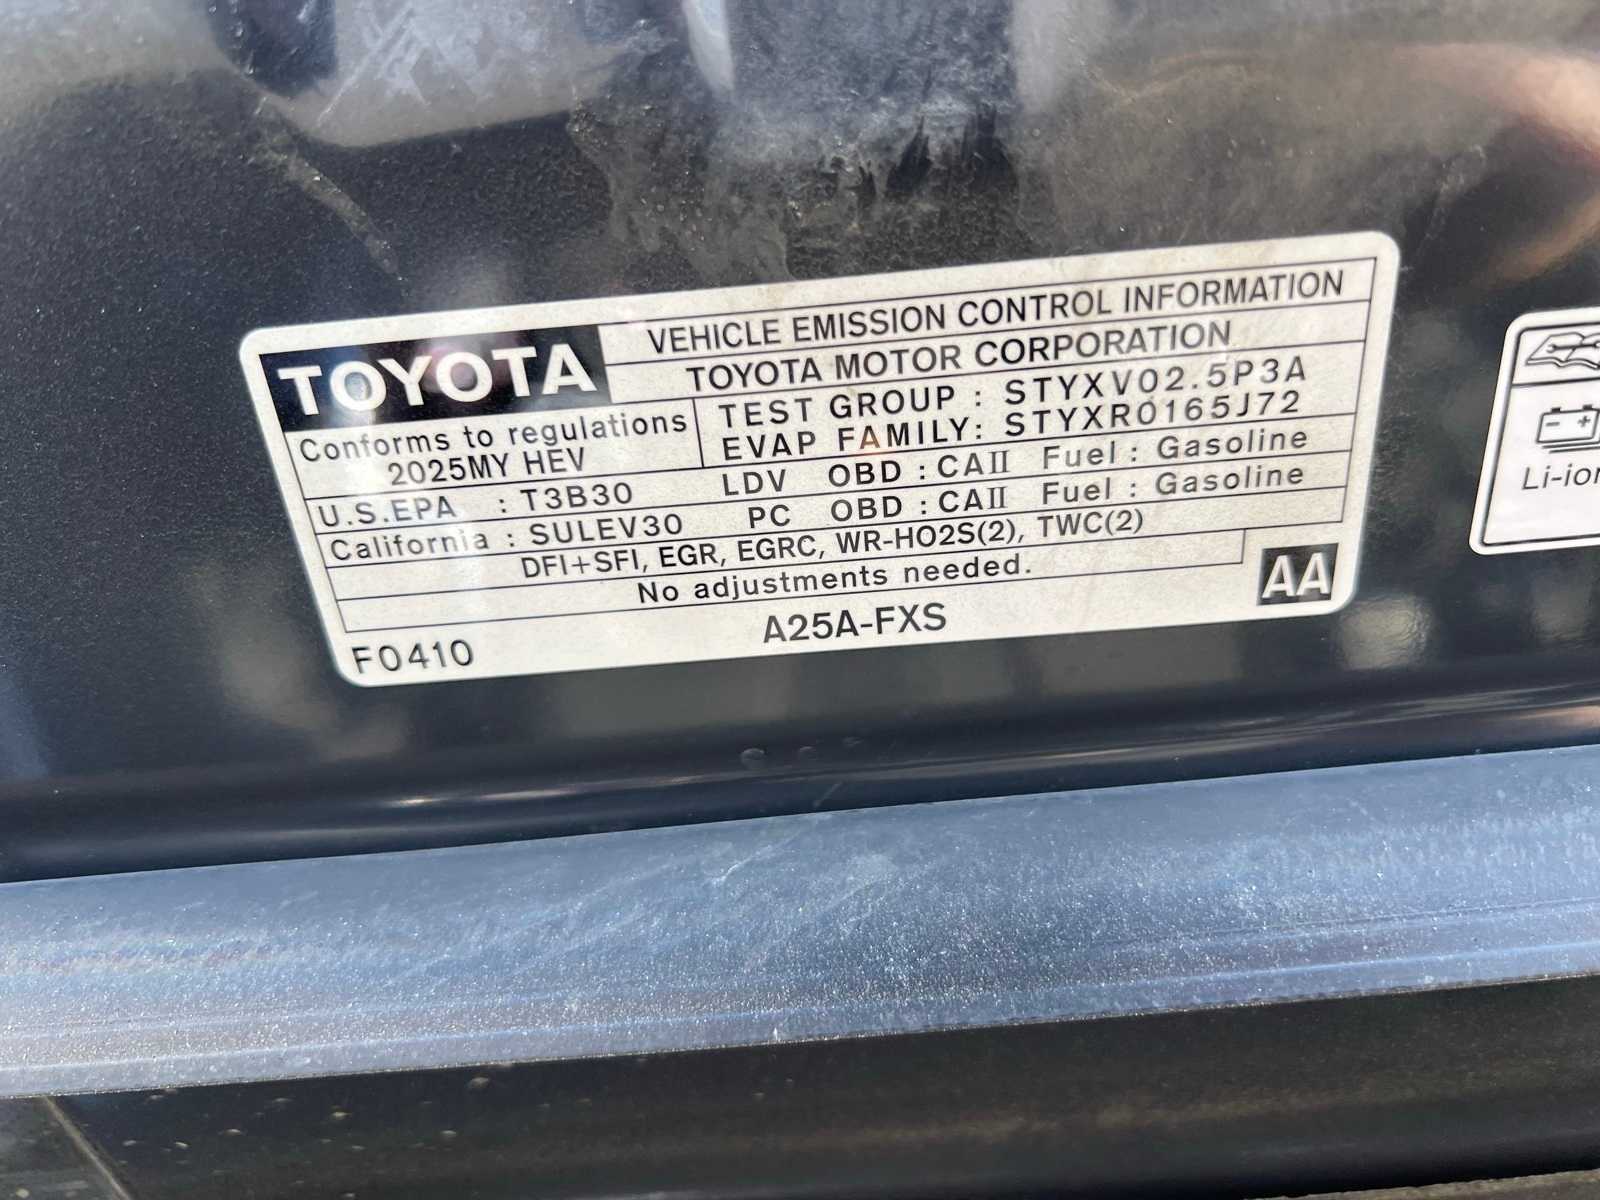 TOYOTA
VEHICLE EMISSION CONTROL INFORMATION
TOYOTA MOTOR CORPORATION
Conforms to regulations
2025MY HEV
TEST GROUP : STYXV02.5P3A
EVAP FAMILY: STYXR0165J72
U.S.EPA : T3B30 LDV OBD : CAII Fuel : Gasoline
California : SULEV30 PC OBD : CAII Fuel : Gasoline
DFI+SFI, EGR, EGRC, WR-HO2S(2), TWC(2)
No adjustments needed.
F0410
A25A-FXS
AA
Li-ion